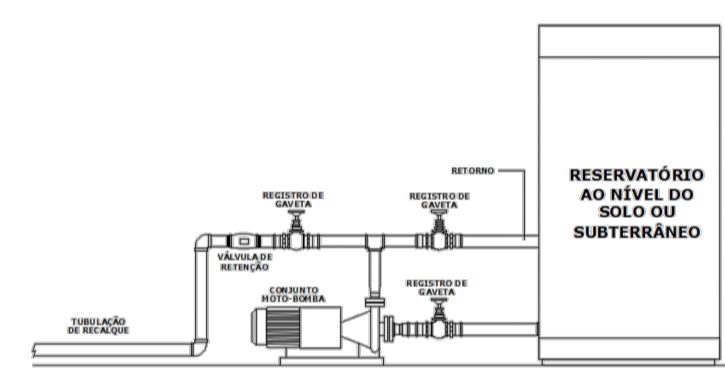 RETORNO
RESERVATÓRIO
AO NÍVEL DO
SOLO OU
SUBTERRÂNEO
REGISTRO DE
GAVETA
REGISTRO DE
GAVETA
VÁLVULA DE
RETENÇÃO
CONJUNTO
MOTO-BOMBA
REGISTRO DE
GAVETA
TUBULAÇÃO
DE RECALQUE